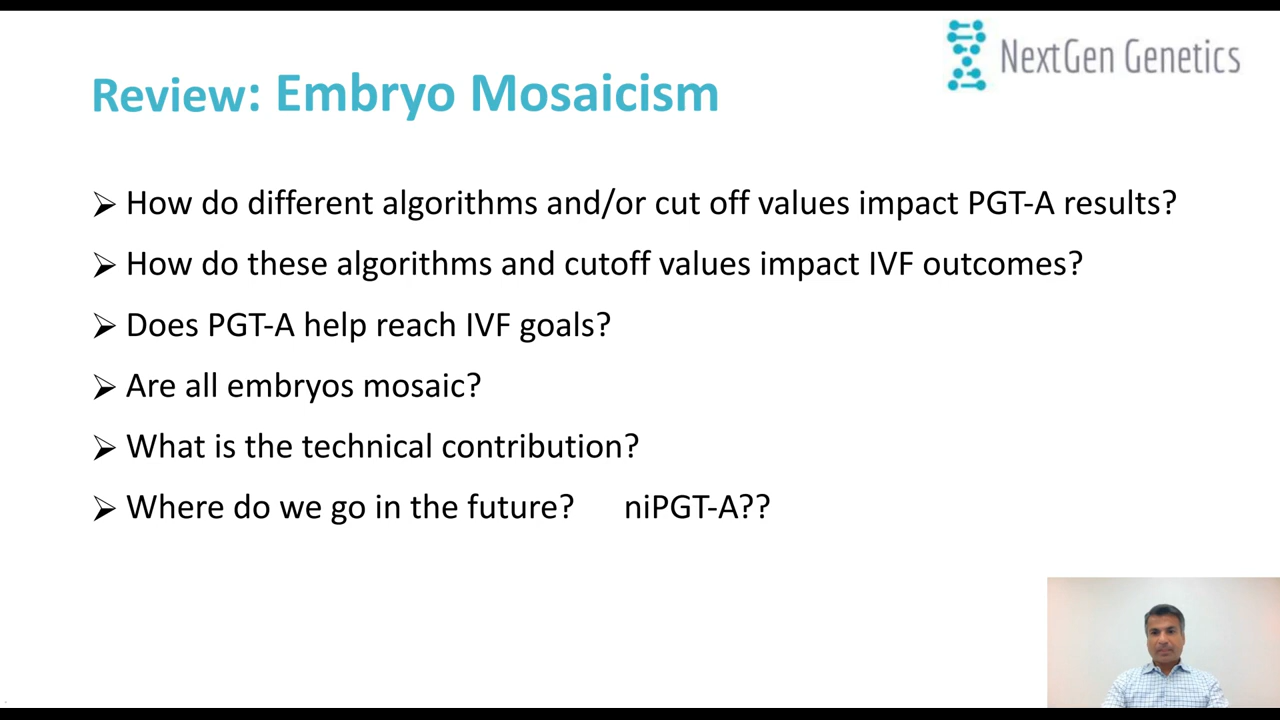 NextGen Genetics
Review: Embryo Mosaicism
➢ How do different algorithms and/or cut off values impact PGT-A results?
➢ How do these algorithms and cutoff values impact IVF outcomes?
➢ Does PGT-A help reach IVF goals?
➢ Are all embryos mosaic?
➢ What is the technical contribution?
➢ Where do we go in the future? niPGT-A??